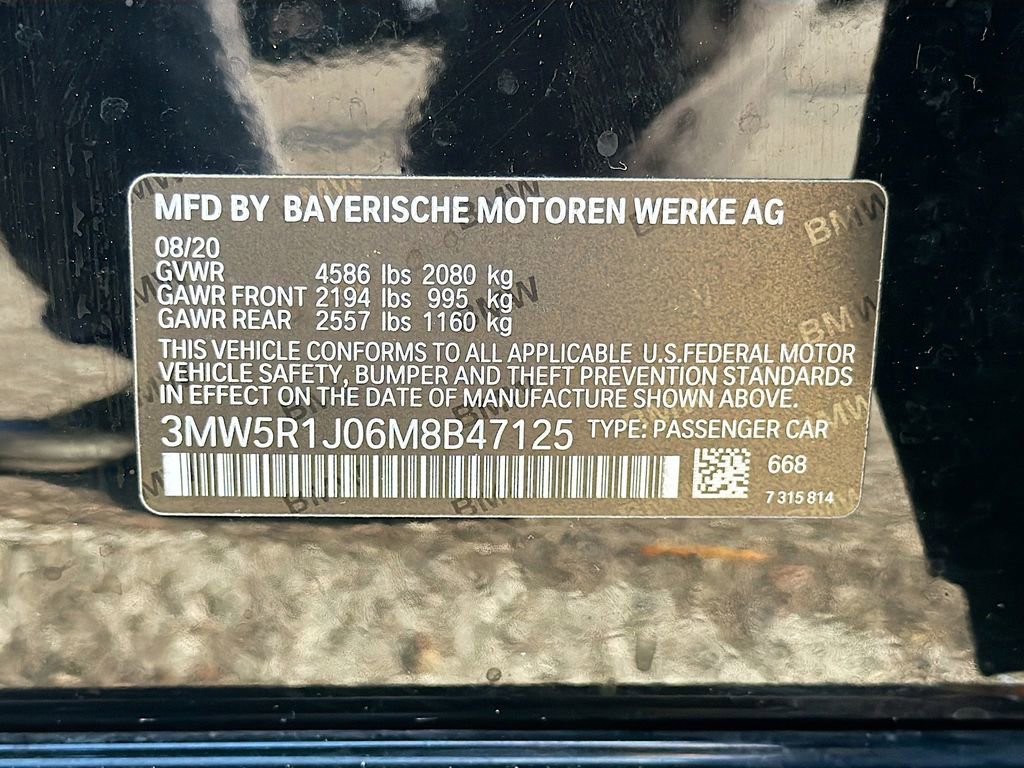 MFD BY BAYERISCHE MOTOREN WERKE AG
08/20
GVWR 4586 lbs 2080 kg
GAWR FRONT 2194 lbs 995 kg
GAWR REAR 2557 lbs 1160 kg
THIS VEHICLE CONFORMS TO ALL APPLICABLE U.S.FEDERAL MOTOR
VEHICLE SAFETY, BUMPER AND THEFT PREVENTION STANDARDS
IN EFFECT ON THE DATE OF MANUFACTURE SHOWN ABOVE.
3MW5R1J06M8B47125 TYPE: PASSENGER CAR
668
7 315 814